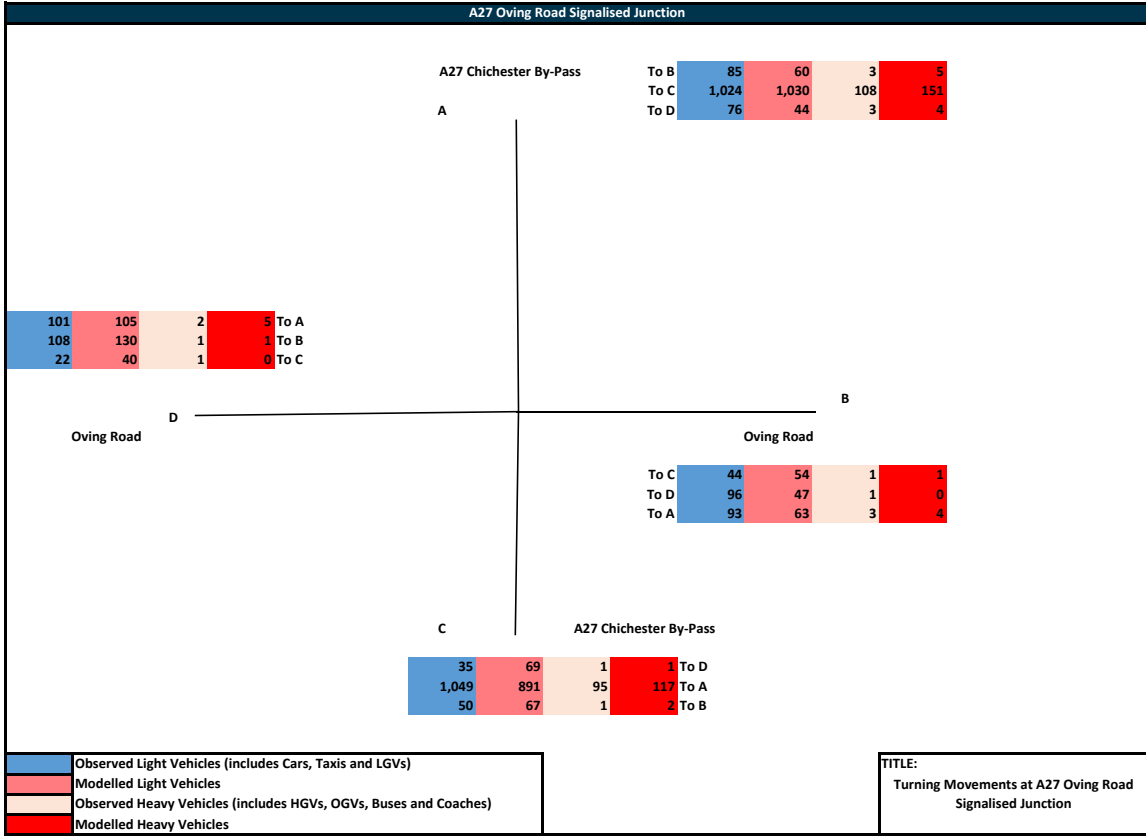 A27 Oving Road Signalised Junction
A27 Chichester By-Pass
A
To B 85 60 3 5
To C 1,024 1,030 108 151
To D 76 44 3 4
101 105 2 5 To A
108 130 1 1 To B
22 40 1 0 To C
D
Oving Road
B
Oving Road
To C 44 54 1 1
To D 96 47 1 0
To A 93 63 3 4
C
A27 Chichester By-Pass
35 69 1 1 To D
1,049 891 95 117 To A
50 67 1 2 To B
Observed Light Vehicles (includes Cars, Taxis and LGVs)
Modelled Light Vehicles
Observed Heavy Vehicles (includes HGVs, OGVs, Buses and Coaches)
Modelled Heavy Vehicles
TITLE:
Turning Movements at A27 Oving Road
Signalised Junction